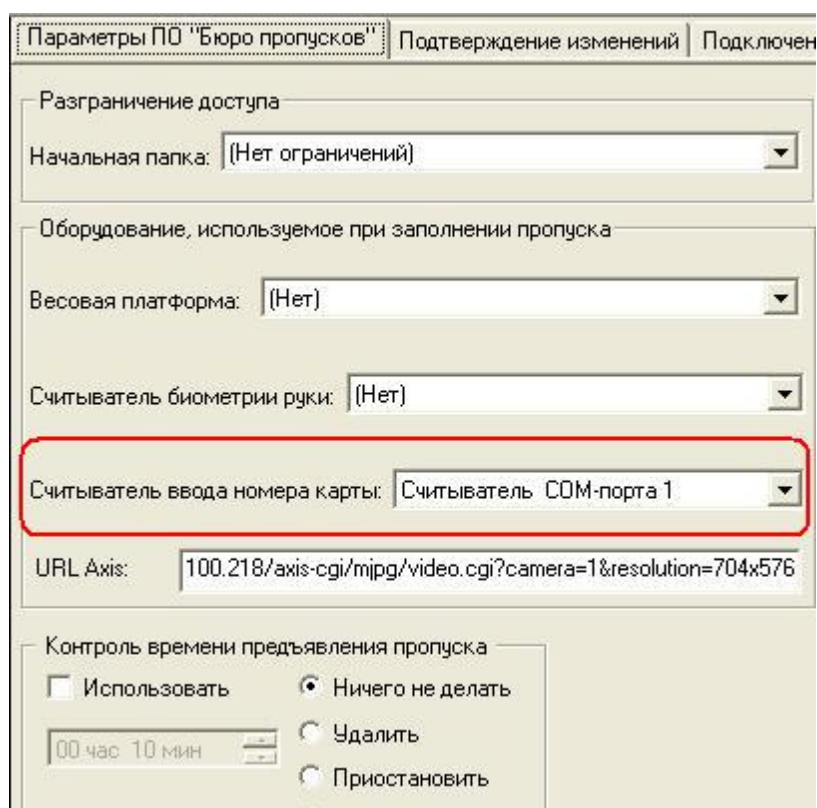 Параметры ПО "Бюро пропусков" Подтверждение изменений Подключен
Разграничение доступа
Начальная папка: (Нет ограничений)
Оборудование, используемое при заполнении пропуска
Весовая платформа: (Нет)
Считыватель биометрии руки: (Нет)
Считыватель ввода номера карты: Считыватель COM-порта 1
URL Axis: 100.218/axis-cgi/mjpg/video.cgi?camera=1&resolution=704x576
Контроль времени предъявления пропуска
Использовать Ничего не делать
00 час 10 мин Удалить
Приостановить